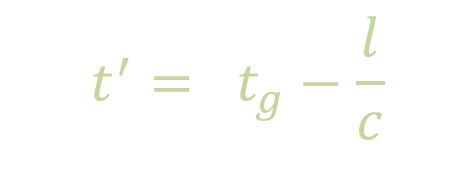 t′ = t_g − l/c